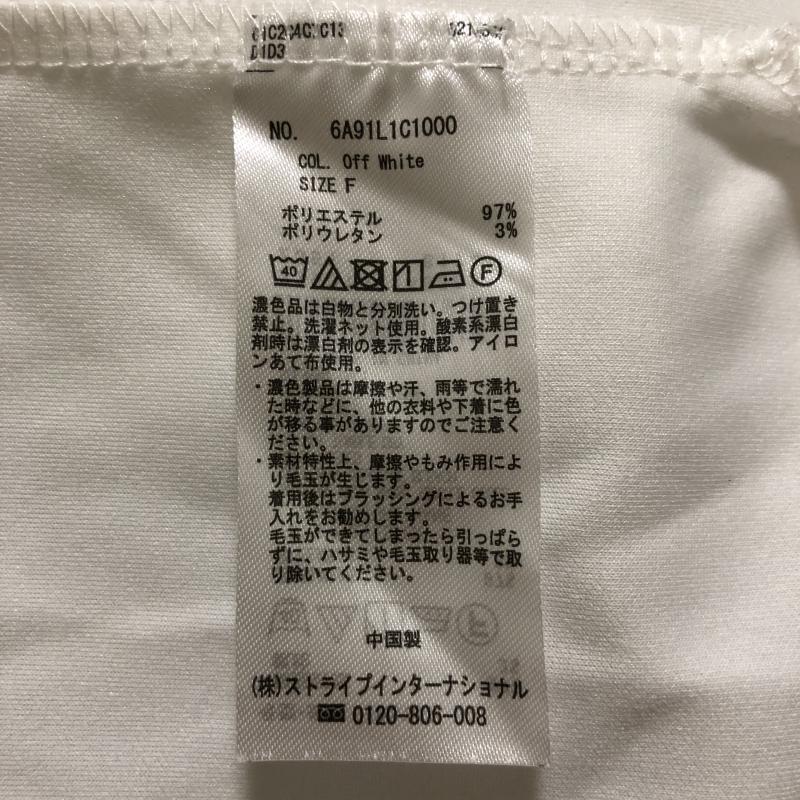 D1D3
NO. 6A91L1C1000
COL. Off White
SIZE F
ポリエステル 97%
ポリウレタン 3%
40 F
濃色品は白物と分別洗い。つけ置き
禁止。洗濯ネット使用。酸素系漂白
剤時は漂白剤の表示を確認。アイロ
ンあて布使用。
・濃色製品は摩擦や汗、雨等で濡れ
た時などに、他の衣料や下着に色
が移る事がありますのでご注意く
ださい。
・素材特性上、摩擦やもみ作用によ
り毛玉が生じます。
着用後はブラッシングによるお手
入れをお勧めします。
毛玉ができてしまったら引っぱら
ずに、ハサミや毛玉取り器等で取
り除いてください。
中国製
(株)ストライプインターナショナル
0120-806-008